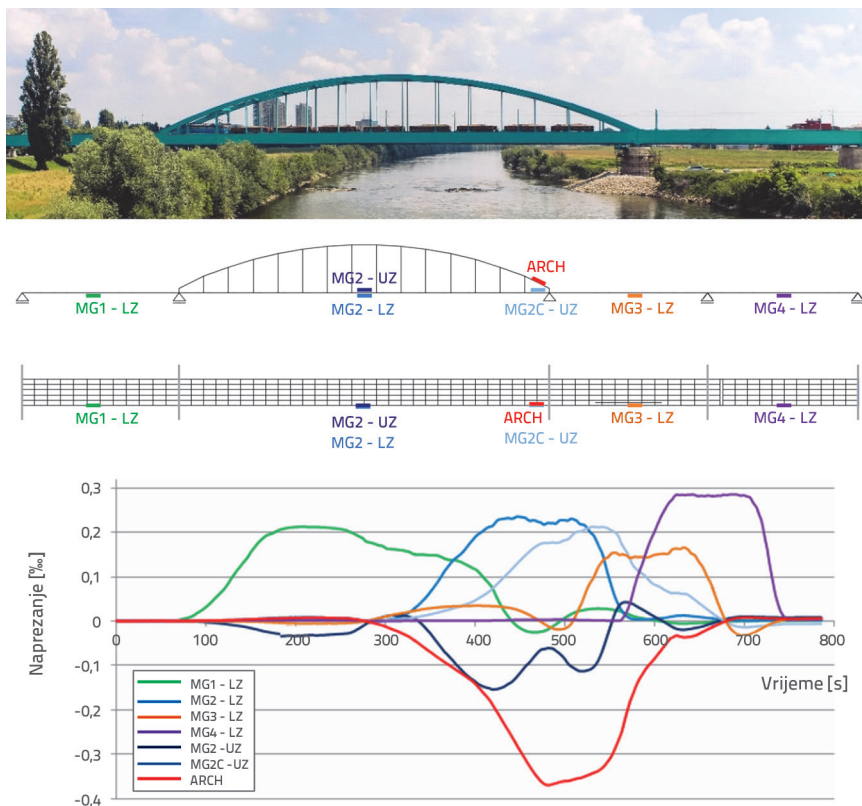 ARCH
MG2 - UZ
MG1 - LZ
MG2 - LZ
MG2C - UZ
MG3 - LZ
MG4 - LZ
MG1 - LZ
MG2 - UZ
MG2 - LZ
ARCH
MG2C - UZ
MG3 - LZ
MG4 - LZ
Naprezanje [‰]
0,3
0,2
0,1
0
-0,1
-0,2
-0,3
-0,4
0
100
200
300
400
500
600
700
800
Vrijeme [s]
MG1 - LZ
MG2 - LZ
MG3 - LZ
MG4 - LZ
MG2 -UZ
MG2C -UZ
ARCH